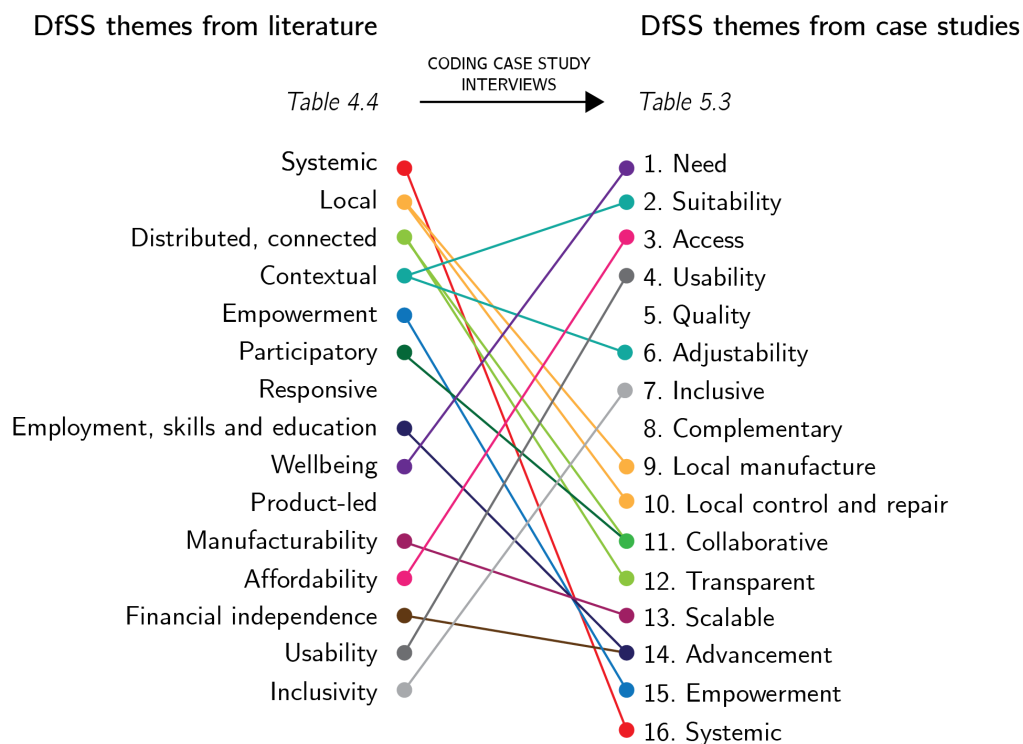 DfSS themes from literature
DfSS themes from case studies
CODING CASE STUDY
INTERVIEWS
Table 4.4
Table 5.3
Systemic
Local
Distributed, connected
Contextual
Empowerment
Participatory
Responsive
Employment, skills and education
Wellbeing
Product-led
Manufacturability
Affordability
Financial independence
Usability
Inclusivity
1. Need
2. Suitability
3. Access
4. Usability
5. Quality
6. Adjustability
7. Inclusive
8. Complementary
9. Local manufacture
10. Local control and repair
11. Collaborative
12. Transparent
13. Scalable
14. Advancement
15. Empowerment
16. Systemic